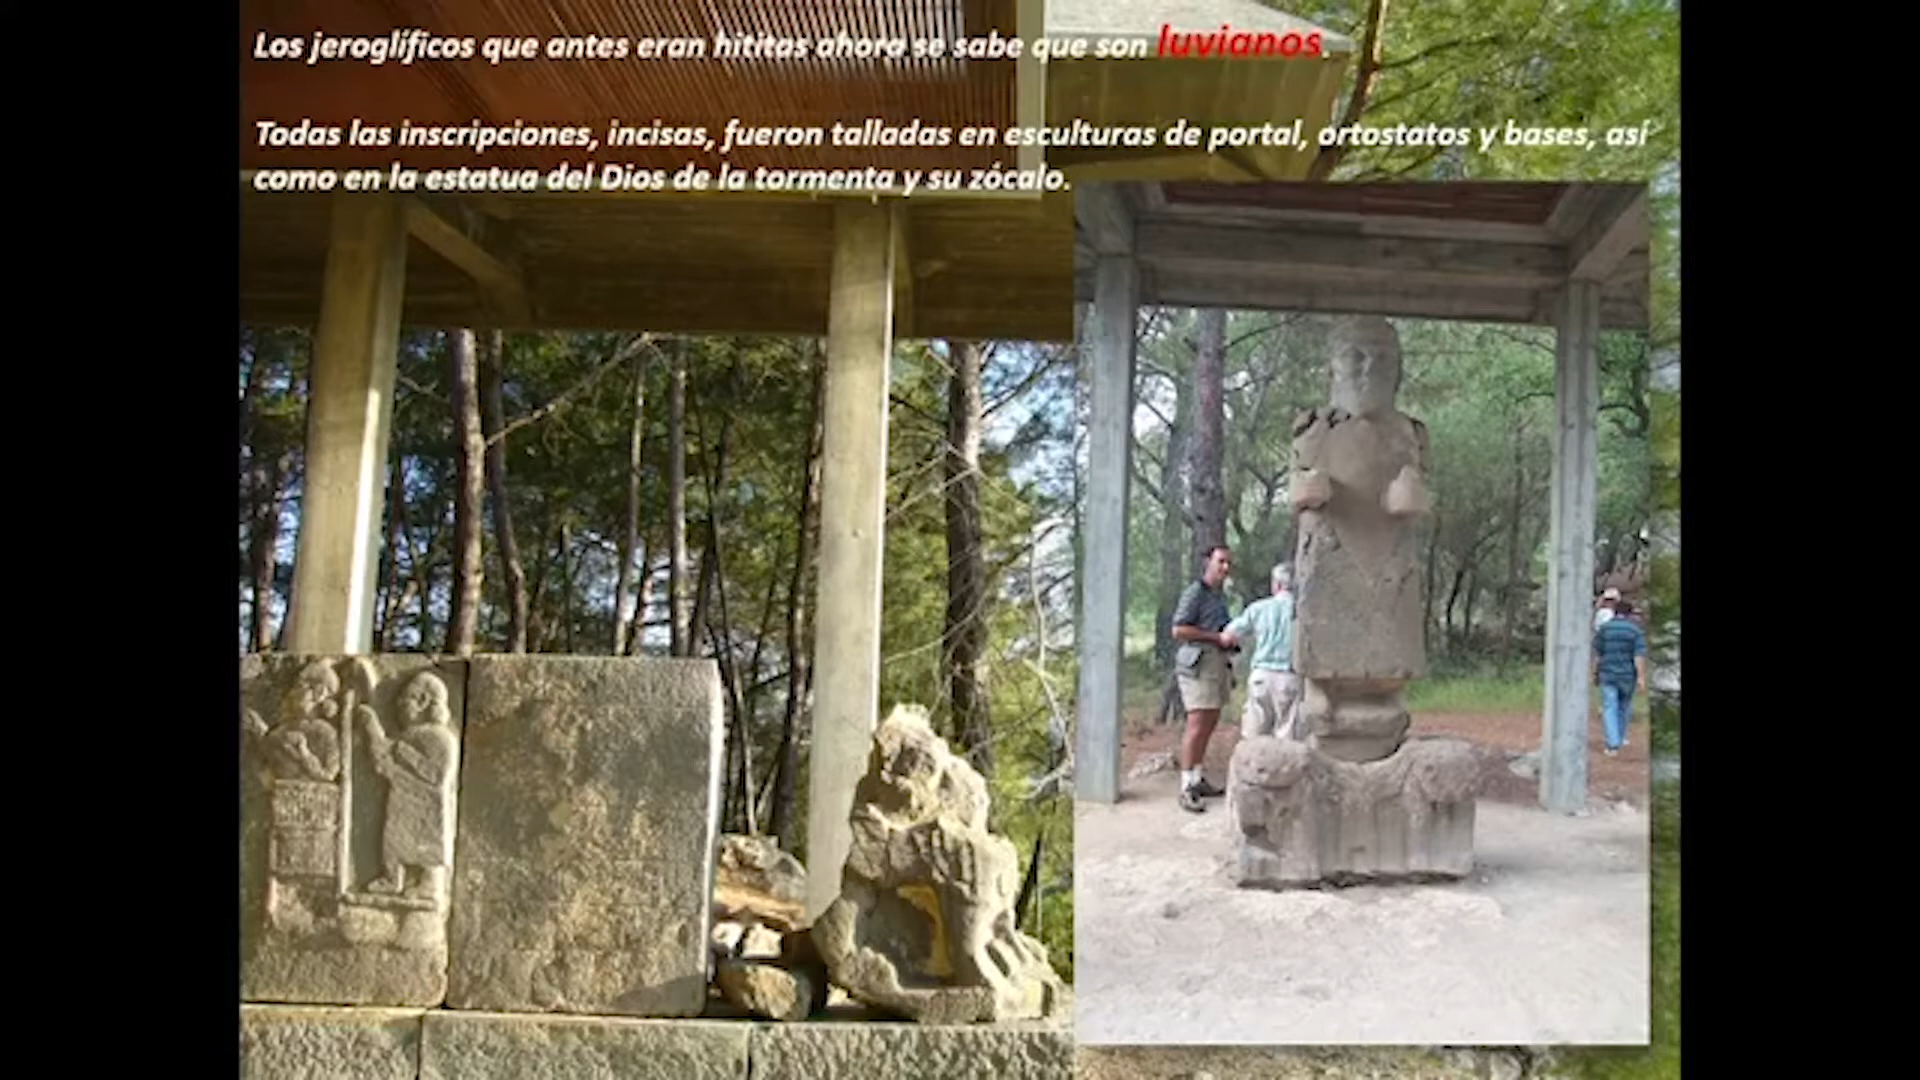 Los jeroglíficos que antes eran hititas ahora se sabe que son luvianos.
Todas las inscripciones, incisas, fueron talladas en esculturas de portal, ortostatos y bases, así
como en la estatua del Dios de la tormenta y su zócalo.